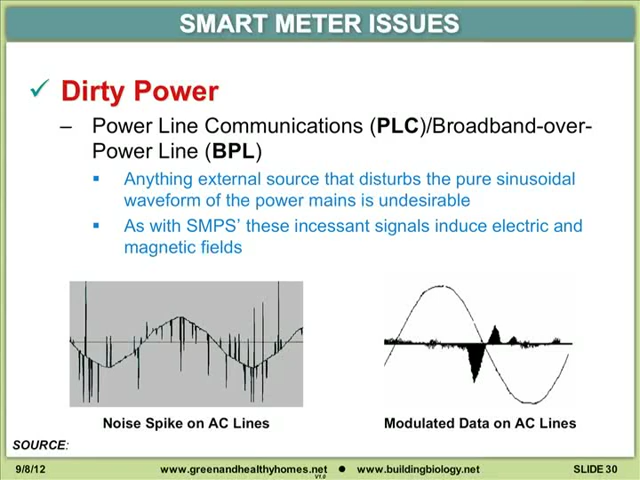 SMART METER ISSUES
✓ Dirty Power
– Power Line Communications (PLC)/Broadband-over-
Power Line (BPL)
▪ Anything external source that disturbs the pure sinusoidal
waveform of the power mains is undesirable
▪ As with SMPS’ these incessant signals induce electric and
magnetic fields
Noise Spike on AC Lines
Modulated Data on AC Lines
SOURCE:
9/8/12 www.greenandhealthyhomes.net ● www.buildingbiology.net SLIDE 30
V1.0